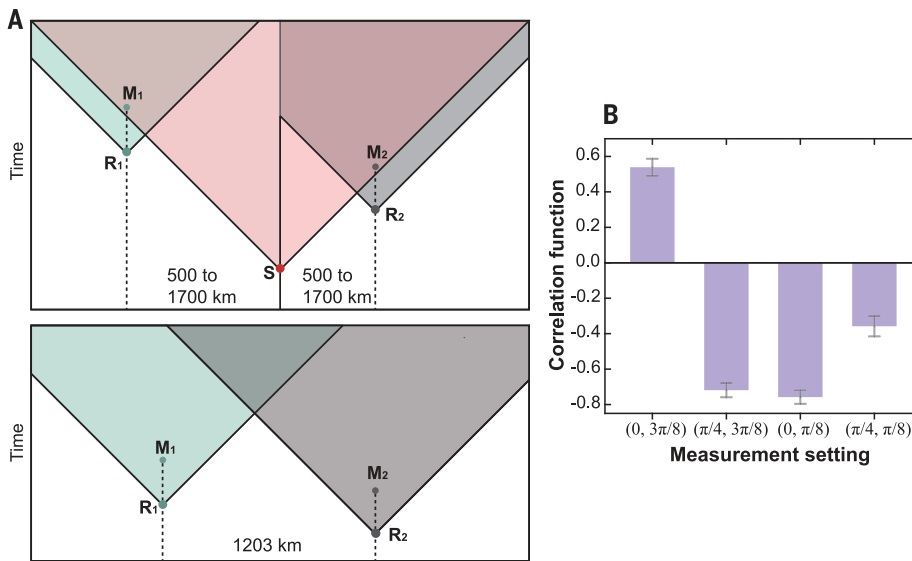 A
Time
M1
R1
M2
R2
S
500 to
1700 km
500 to
1700 km
Time
M1
R1
M2
R2
1203 km
B
Correlation function
0.6
0.4
0.2
0.0
-0.2
-0.4
-0.6
-0.8
(0, 3π/8) (π/4, 3π/8) (0, π/8) (π/4, π/8)
Measurement setting